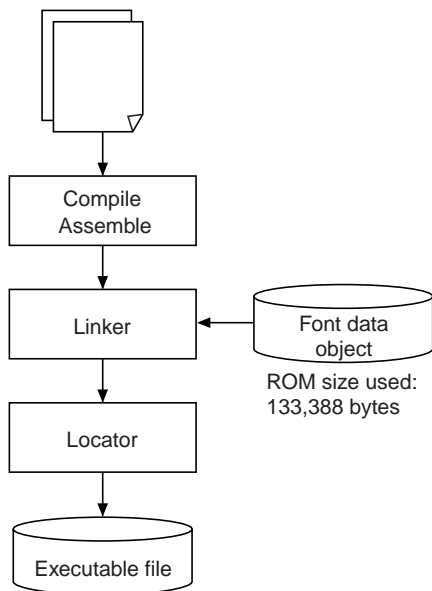 Compile
Assemble
Linker
Font data
object
ROM size used:
133,388 bytes
Locator
Executable file